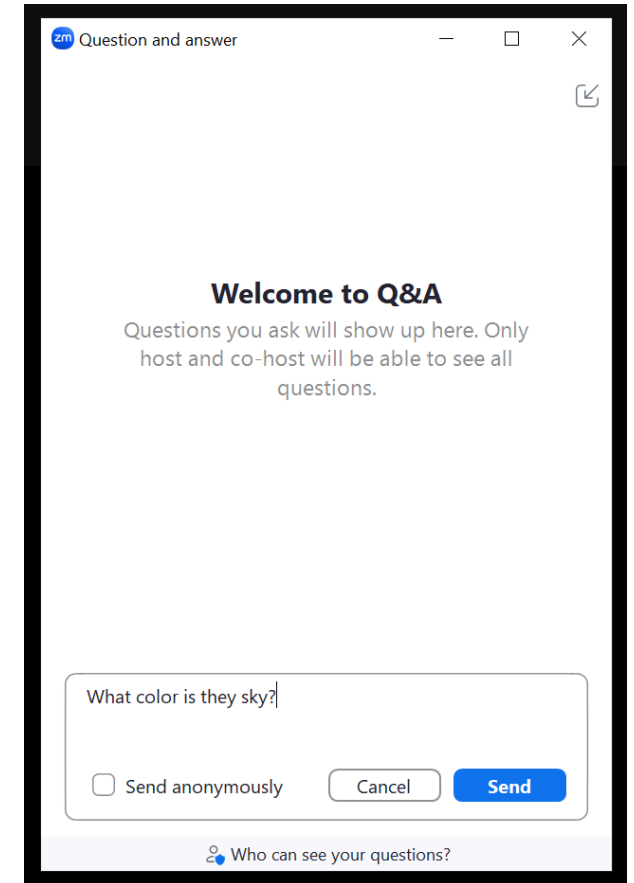 zm Question and answer
Welcome to Q&A
Questions you ask will show up here. Only
host and co-host will be able to see all
questions.
What color is they sky?
Send anonymously Cancel Send
Who can see your questions?